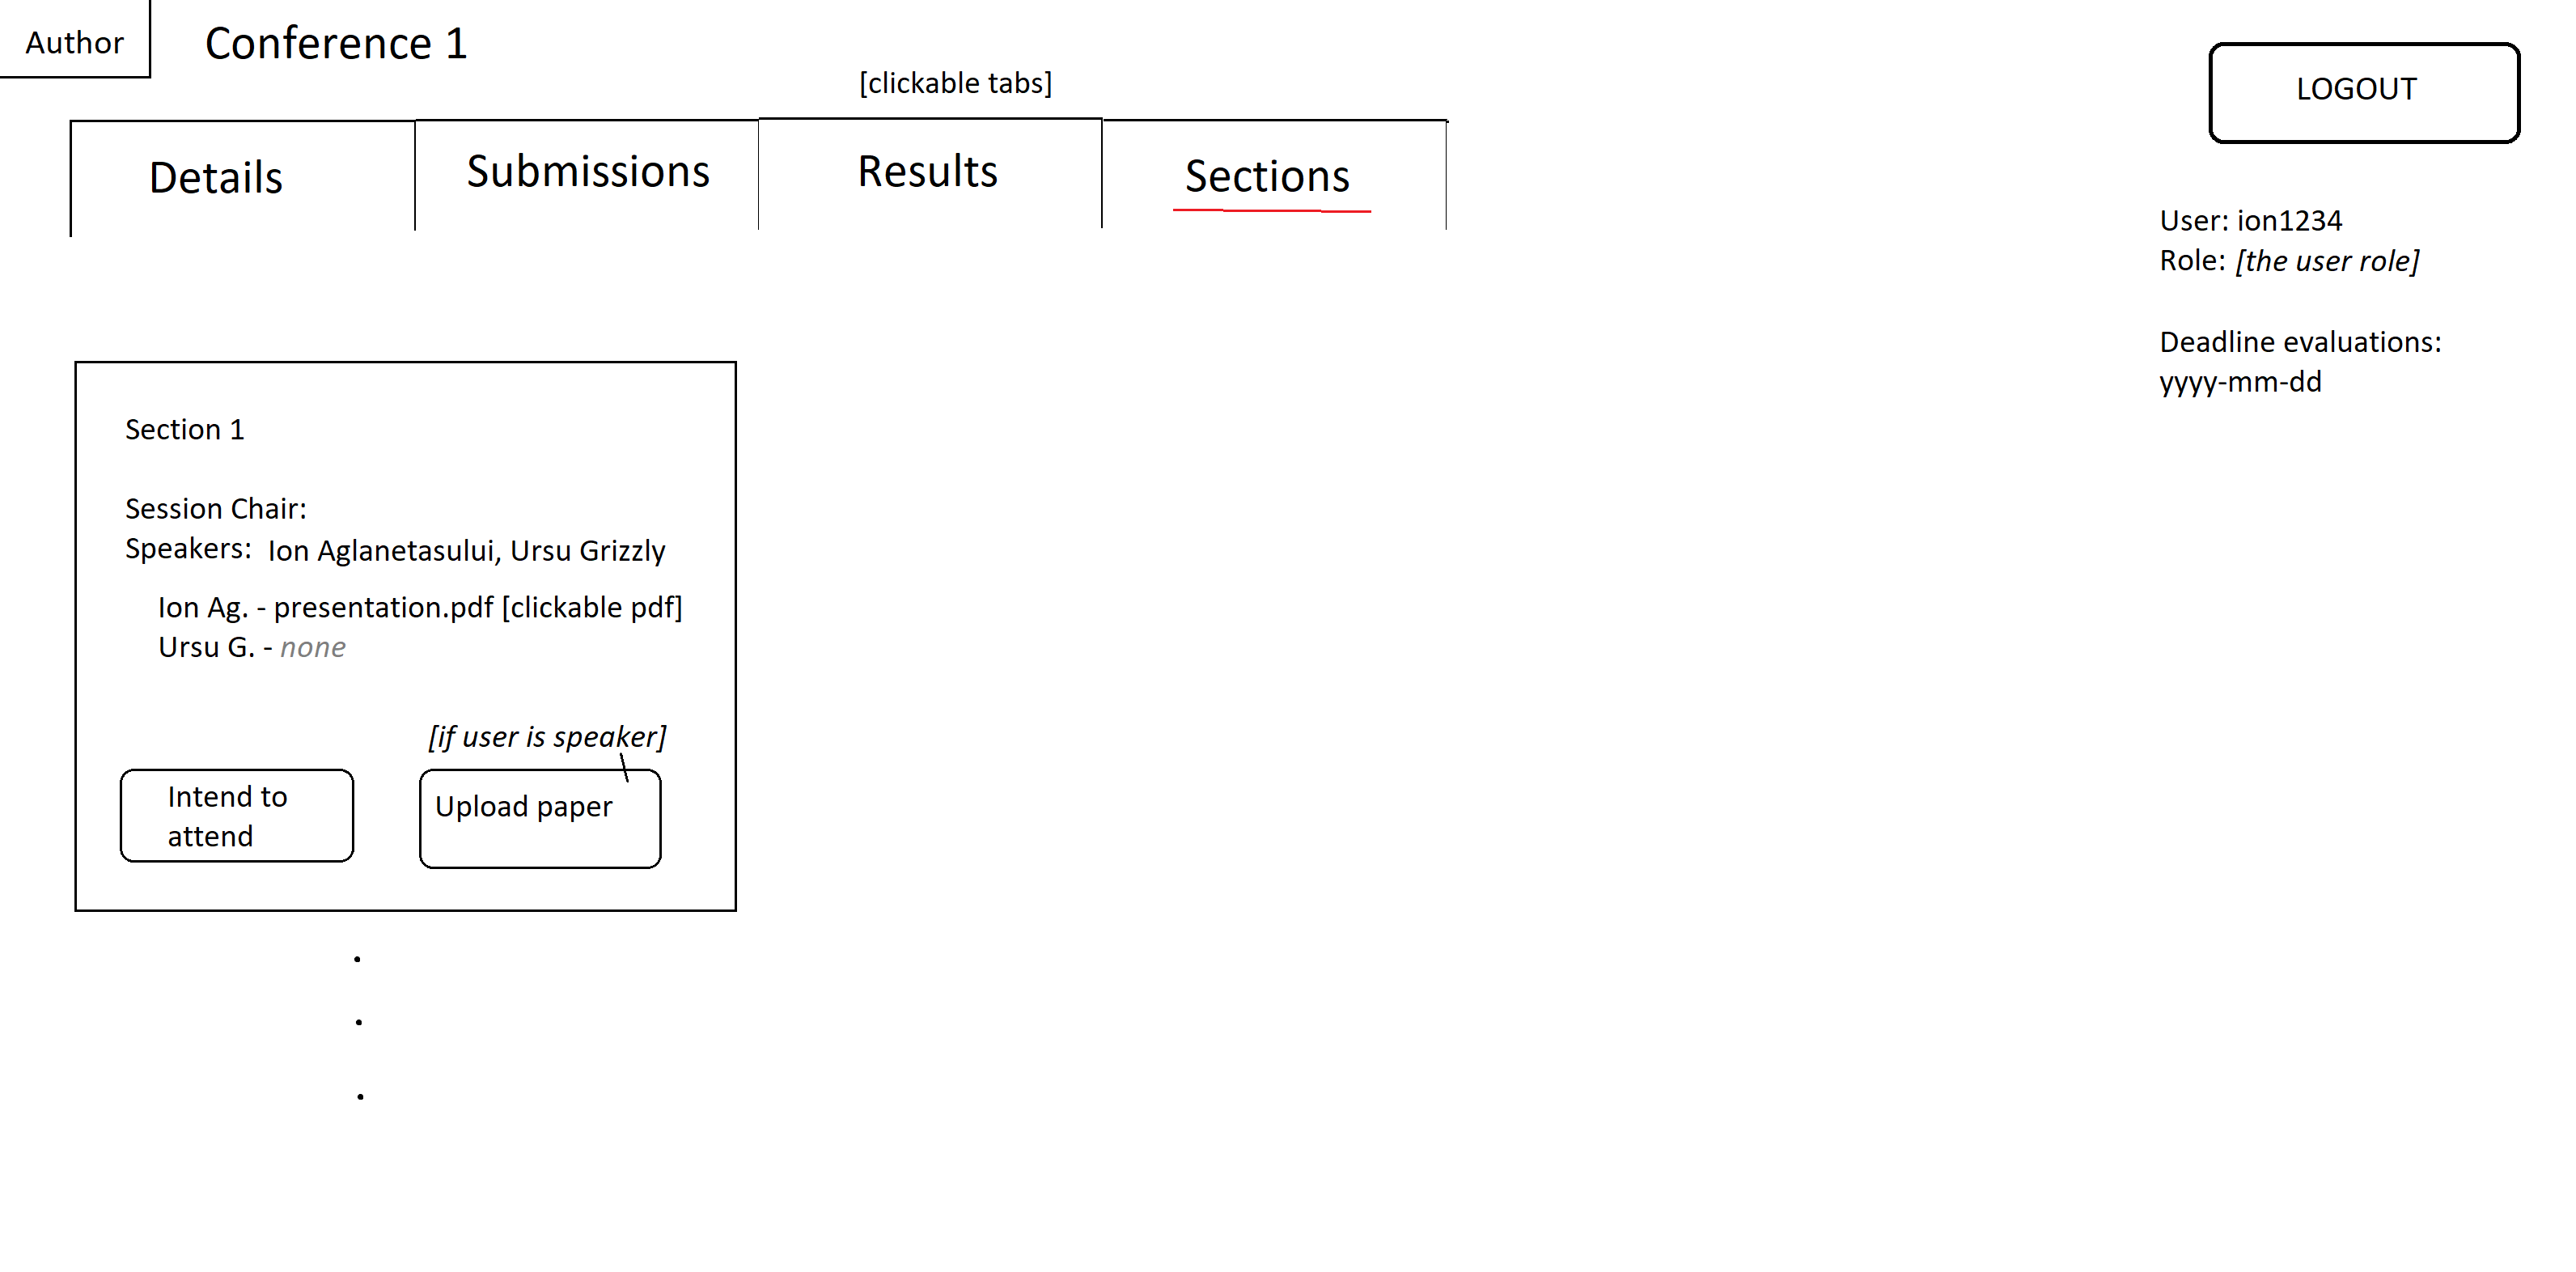 Author
Conference 1
[clickable tabs]
LOGOUT
Details
Submissions
Results
Sections
User: ion1234
Role: [the user role]
Deadline evaluations:
yyyy-mm-dd
Section 1
Session Chair:
Speakers: Ion Aglanetasului, Ursu Grizzly
Ion Ag. - presentation.pdf [clickable pdf]
Ursu G. - none
[if user is speaker]
Intend to
attend
Upload paper